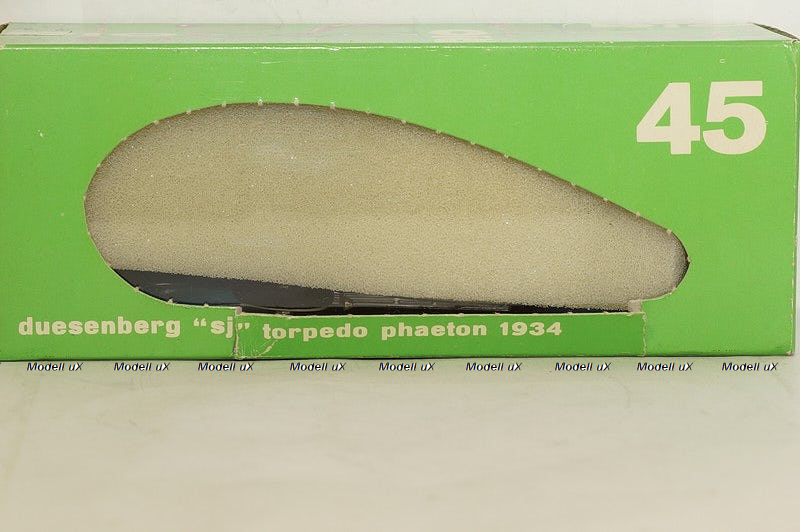 45
duesenberg “sj” torpedo phaeton 1934
Modell uX Modell uX Modell uX Modell uX Modell uX Modell uX Modell uX Modell uX Modell uX